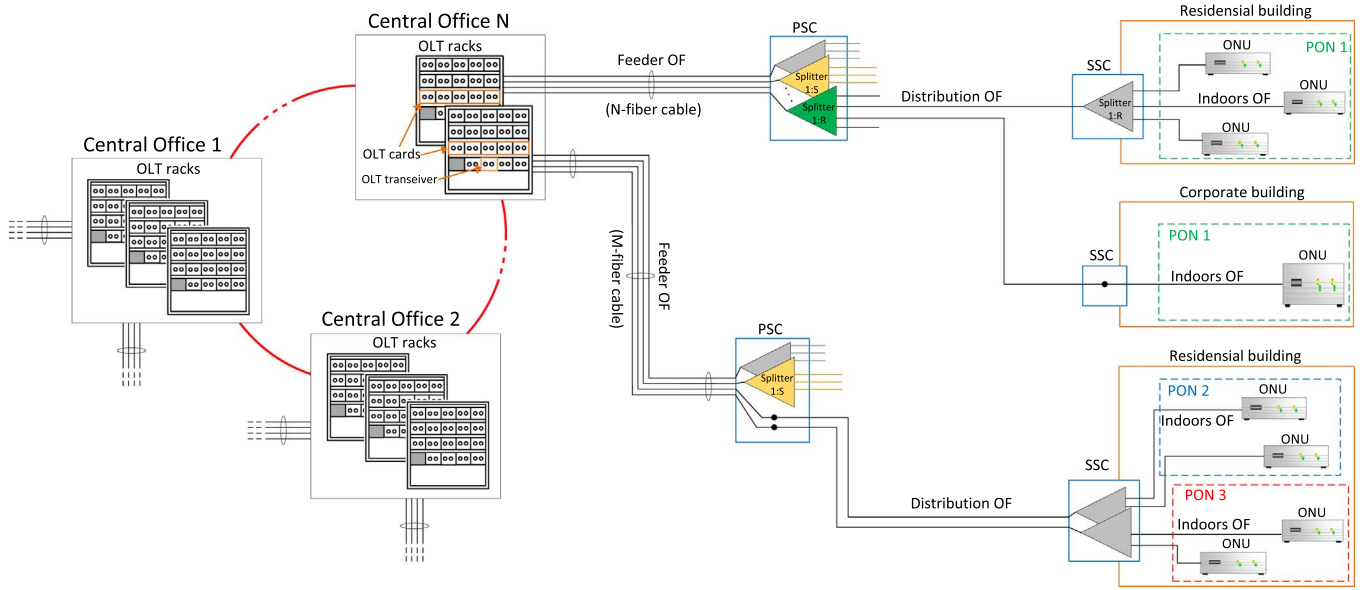 Central Office N
OLT racks
OLT cards
OLT transeiver
Central Office 1
OLT racks
Central Office 2
OLT racks
Feeder OF
(N-fiber cable)
Feeder OF
(M-fiber cable)
PSC
Splitter
1:S
Splitter
1:R
Distribution OF
SSC
Splitter
1:R
Residensial building
PON 1
ONU
Indoors OF
ONU
ONU
Corporate building
PON 1
SSC
Indoors OF
ONU
PSC
Splitter
1:S
Distribution OF
SSC
Residensial building
PON 2
ONU
Indoors OF
ONU
PON 3
ONU
Indoors OF
ONU